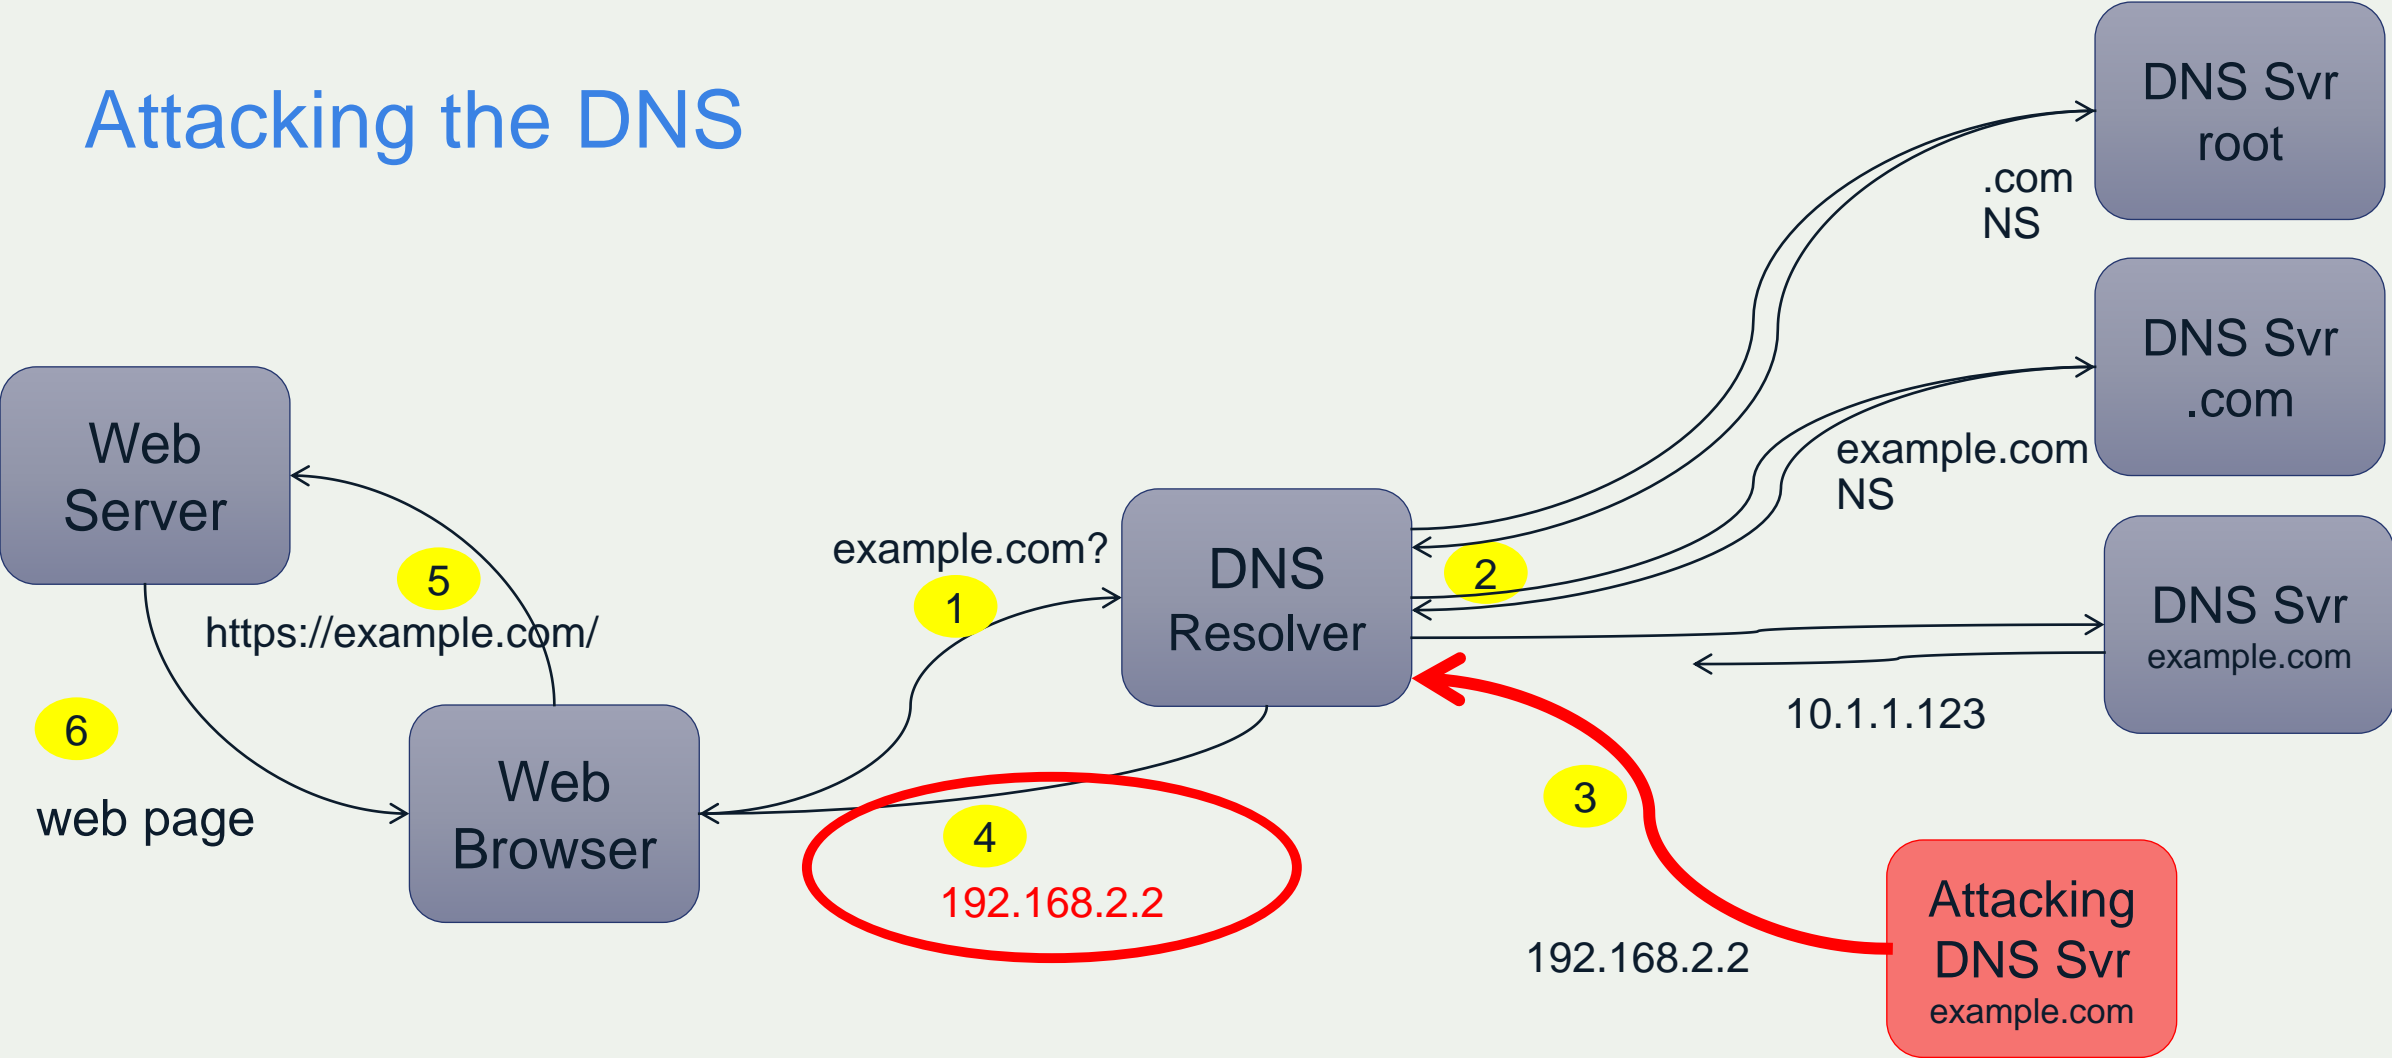 Attacking the DNS
DNS Svr
root
.com
NS
DNS Svr
.com
example.com
NS
Web
Server
5
https://example.com/
6
web page
Web
Browser
example.com?
1
DNS
Resolver
2
DNS Svr
example.com
10.1.1.123
3
4
192.168.2.2
192.168.2.2
Attacking
DNS Svr
example.com